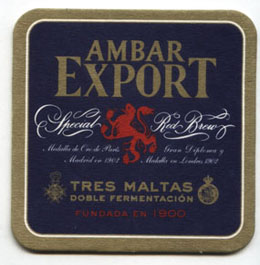 AMBAR
EXPORT
Special Red Brew
Medalla de Oro de París Gran Diploma y
Madrid en 1902 Medalla en Londres 1902
TRES MALTAS
DOBLE FERMENTACIÓN
FUNDADA EN 1900